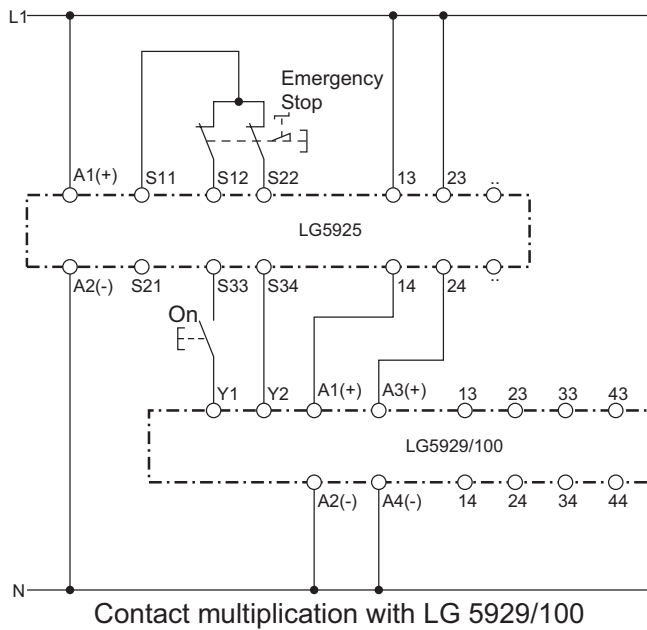 L1
Emergency
Stop
A1(+) S11 S12 S22 13 23 ..
LG5925
A2(-) S21 S33 S34 14 24 ..
On
Y1 Y2 A1(+) A3(+) 13 23 33 43
LG5929/100
A2(-) A4(-) 14 24 34 44
N
Contact multiplication with LG 5929/100